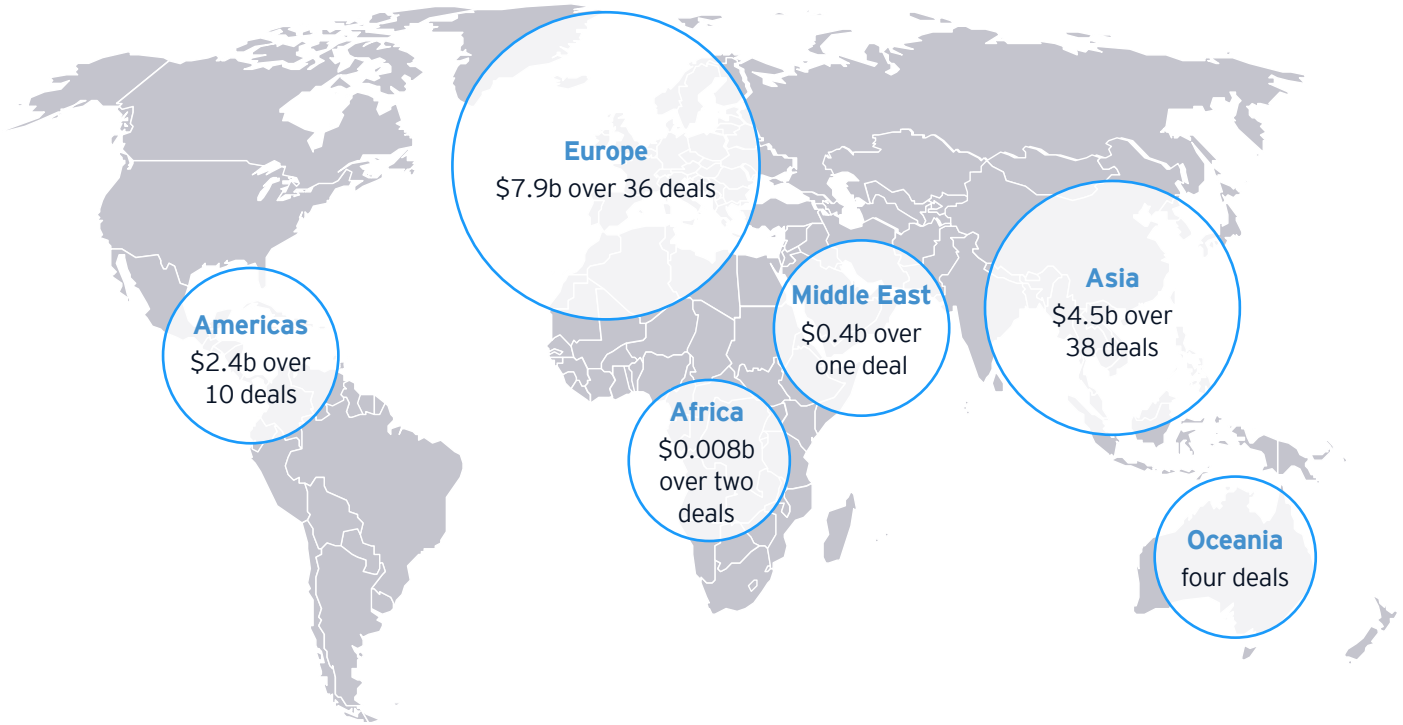 Europe
$7.9b over 36 deals
Americas
$2.4b over
10 deals
Middle East
$0.4b over
one deal
Asia
$4.5b over
38 deals
Africa
$0.008b
over two
deals
Oceania
four deals